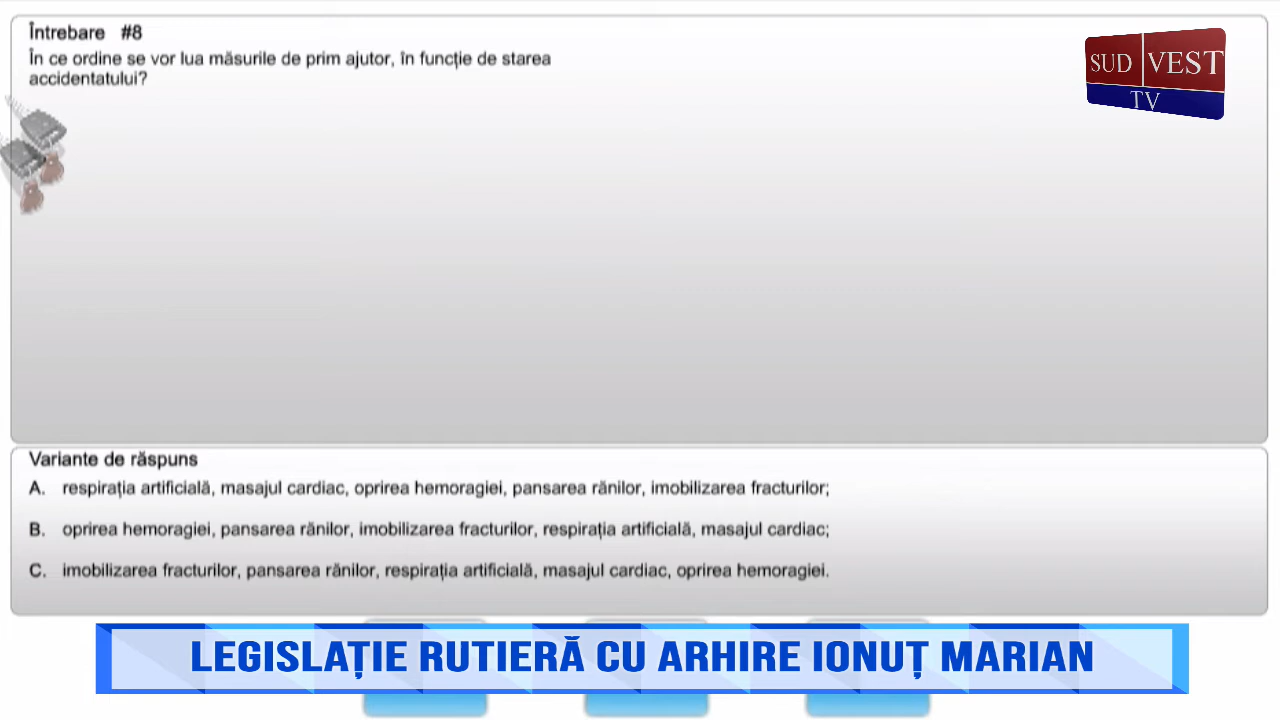 Întrebare #8
În ce ordine se vor lua măsurile de prim ajutor, în funcție de starea
accidentatului?
SUD VEST
TV
Variante de răspuns
A. respirația artificială, masajul cardiac, oprirea hemoragiei, pansarea rănilor, imobilizarea fracturilor;
B. oprirea hemoragiei, pansarea rănilor, imobilizarea fracturilor, respirația artificială, masajul cardiac;
C. imobilizarea fracturilor, pansarea rănilor, respirația artificială, masajul cardiac, oprirea hemoragiei.
LEGISLAȚIE RUTIERĂ CU ARHIRE IONUȚ MARIAN